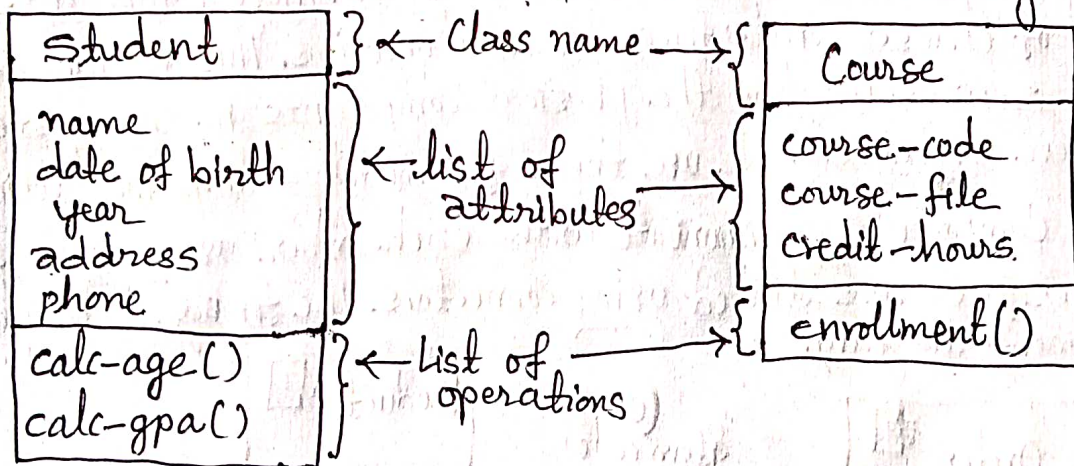 Student
name
date of birth
year
address
phone
calc-age()
calc-gpa()
Class name
list of
attributes
List of
operations
Course
course-code
course-file
credit-hours.
enrollment()